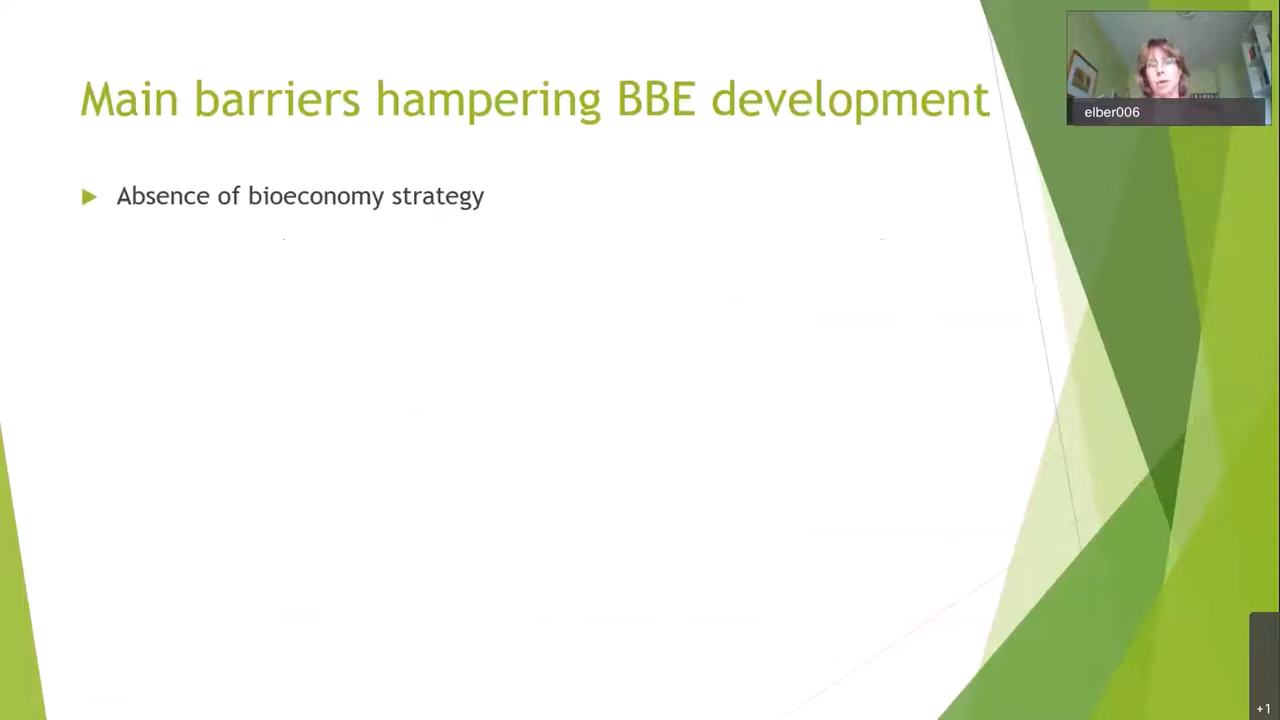 Main barriers hampering BBE development
elber006
Absence of bioeconomy strategy
+1